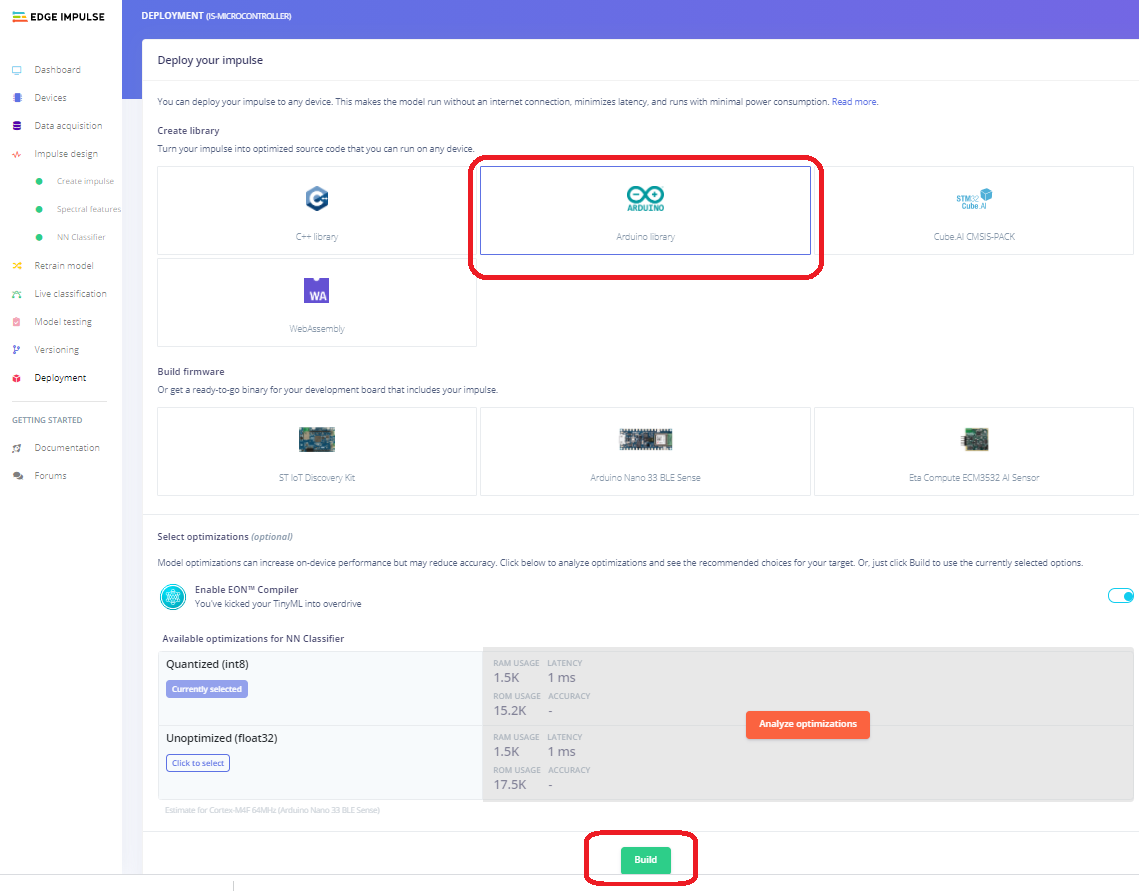 EDGE IMPULSE
Dashboard
Devices
Data acquisition
Impulse design
Create impulse
Spectral features
NN Classifier
Retrain model
Live classification
Model testing
Versioning
Deployment
GETTING STARTED
Documentation
Forums
DEPLOYMENT (IS-MICROCONTROLLER)
Deploy your impulse
You can deploy your impulse to any device. This makes the model run without an internet connection, minimizes latency, and runs with minimal power consumption. Read more.
Create library
Turn your impulse into optimized source code that you can run on any device.
C++
C++ library
ARDUINO
Arduino library
STM32
Cube.AI
Cube.AI CMSIS-PACK
WA
WebAssembly
Build firmware
Or get a ready-to-go binary for your development board that includes your impulse.
ST IoT Discovery Kit
Arduino Nano 33 BLE Sense
Eta Compute ECM3532 AI Sensor
Select optimizations (optional)
Model optimizations can increase on-device performance but may reduce accuracy. Click below to analyze optimizations and see the recommended choices for your target. Or, just click Build to use the currently selected options.
Enable EON™ Compiler
You've kicked your TinyML into overdrive
Available optimizations for NN Classifier
Quantized (int8)
Currently selected
RAM USAGE LATENCY
1.5K 1 ms
ROM USAGE ACCURACY
15.2K -
Analyze optimizations
Unoptimized (float32)
Click to select
RAM USAGE LATENCY
1.5K 1 ms
ROM USAGE ACCURACY
17.5K -
Estimate for Cortex-M4F 64MHz (Arduino Nano 33 BLE Sense)
Build